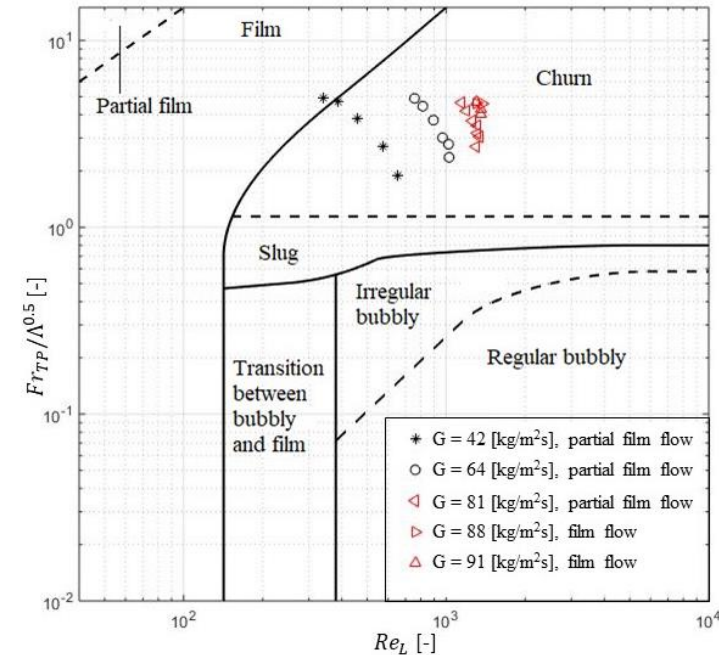 Film
Partial film
Churn
Slug
Irregular
bubbly
Transition
between
bubbly
and film
Regular bubbly
∗ G = 42 [kg/m²s], partial film flow
○ G = 64 [kg/m²s], partial film flow
◁ G = 81 [kg/m²s], partial film flow
▷ G = 88 [kg/m²s], film flow
△ G = 91 [kg/m²s], film flow
10¹
10⁰
10⁻¹
10⁻²
10²
10³
10⁴
Fr_TP/Λ^0.5 [-]
Re_L [-]